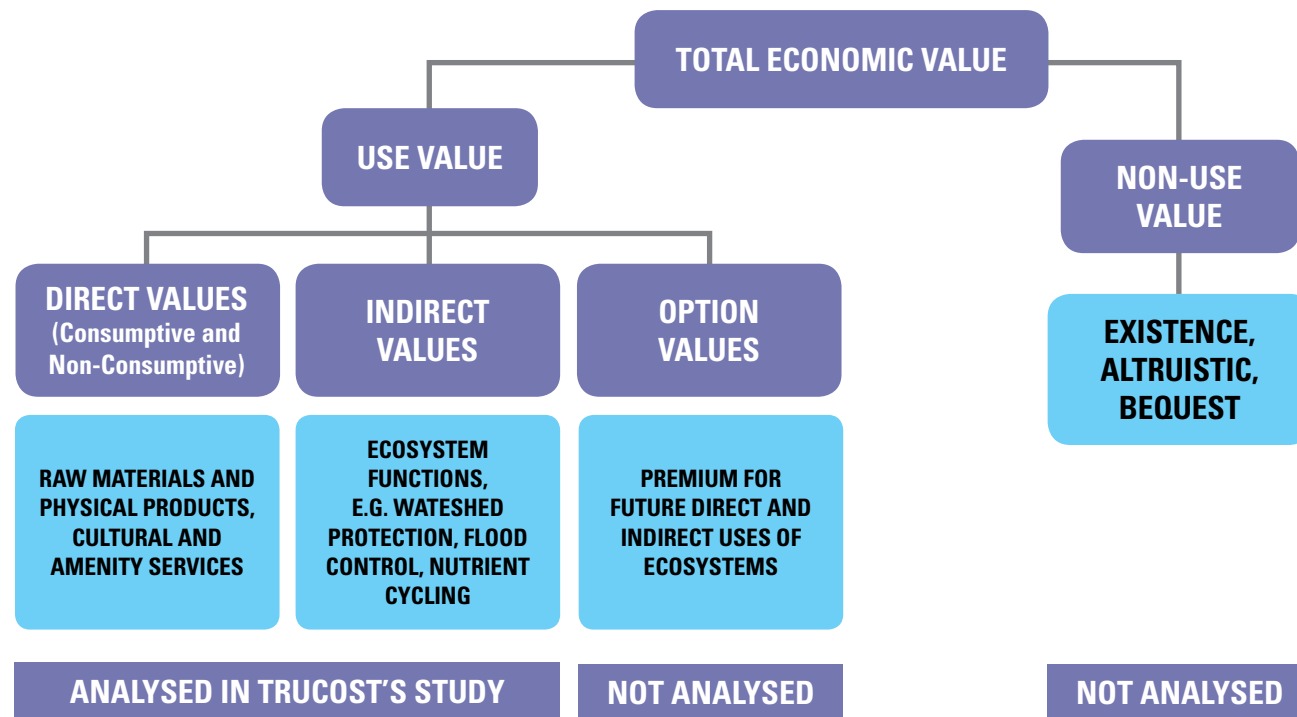 TOTAL ECONOMIC VALUE
USE VALUE
NON-USE
VALUE
DIRECT VALUES
(Consumptive and
Non-Consumptive)
INDIRECT
VALUES
OPTION
VALUES
EXISTENCE,
ALTRUISTIC,
BEQUEST
RAW MATERIALS AND
PHYSICAL PRODUCTS,
CULTURAL AND
AMENITY SERVICES
ECOSYSTEM
FUNCTIONS,
E.G. WATESHED
PROTECTION, FLOOD
CONTROL, NUTRIENT
CYCLING
PREMIUM FOR
FUTURE DIRECT AND
INDIRECT USES OF
ECOSYSTEMS
ANALYSED IN TRUCOST'S STUDY
NOT ANALYSED
NOT ANALYSED